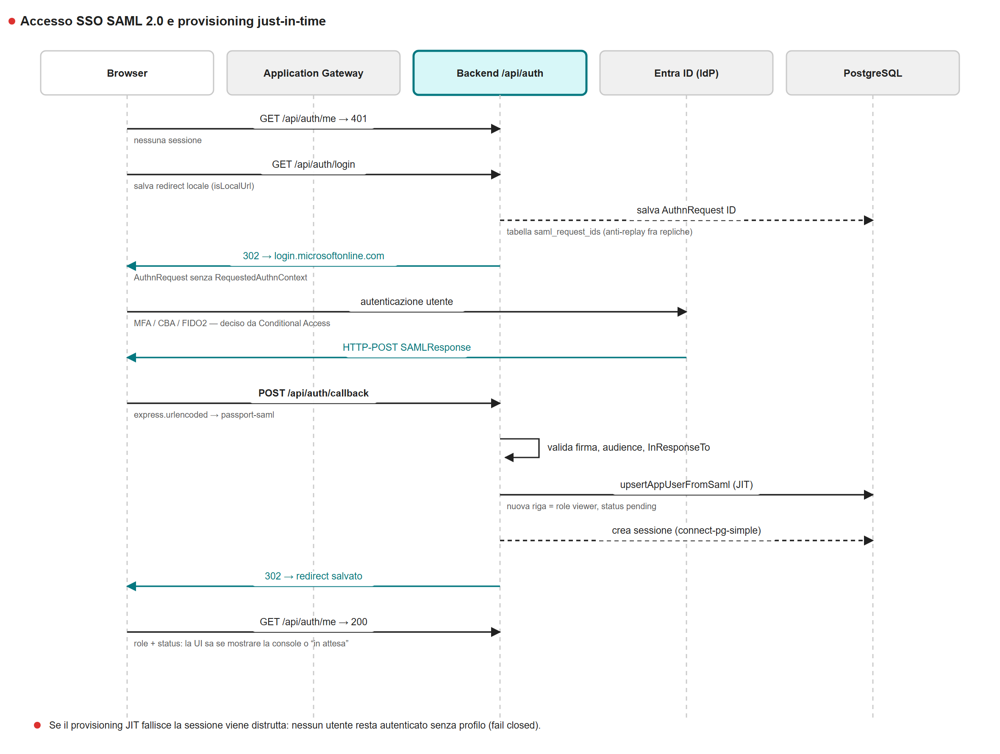 Accesso SSO SAML 2.0 e provisioning just-in-time
Browser
Application Gateway
Backend /api/auth
Entra ID (IdP)
PostgreSQL
GET /api/auth/me → 401
nessuna sessione
GET /api/auth/login
salva redirect locale (isLocalUrl)
salva AuthnRequest ID
tabella saml_request_ids (anti-replay fra repliche)
302 → login.microsoftonline.com
AuthnRequest senza RequestedAuthnContext
autenticazione utente
MFA / CBA / FIDO2 — deciso da Conditional Access
HTTP-POST SAMLResponse
POST /api/auth/callback
express.urlencoded → passport-saml
valida firma, audience, InResponseTo
upsertAppUserFromSaml (JIT)
nuova riga = role viewer, status pending
crea sessione (connect-pg-simple)
302 → redirect salvato
GET /api/auth/me → 200
role + status: la UI sa se mostrare la console o “in attesa”
Se il provisioning JIT fallisce la sessione viene distrutta: nessun utente resta autenticato senza profilo (fail closed).